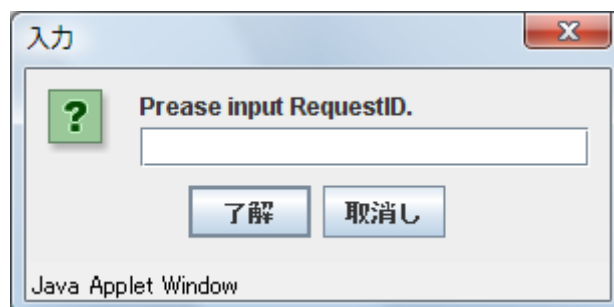 入力
Prease input RequestID.
了解 取消し
Java Applet Window